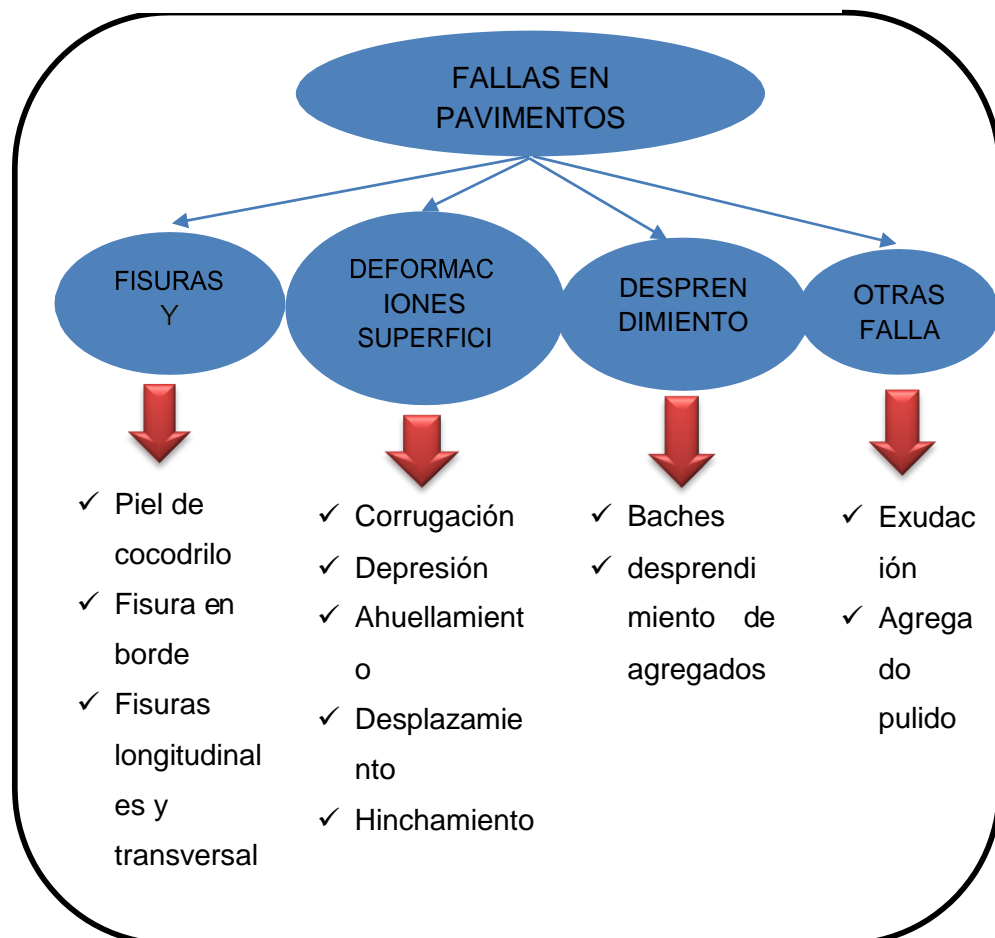 FALLAS EN
PAVIMENTOS
FISURAS
Y
DEFORMAC
IONES
SUPERFICI
DESPREN
DIMIENTO
OTRAS
FALLA
✓ Piel de
cocodrilo
✓ Fisura en
borde
✓ Fisuras
longitudinal
es y
transversal
✓ Corrugación
✓ Depresión
✓ Ahuellamient
o
✓ Desplazamie
nto
✓ Hinchamiento
✓ Baches
✓ desprendi
miento de
agregados
✓ Exudac
ión
✓ Agrega
do
pulido